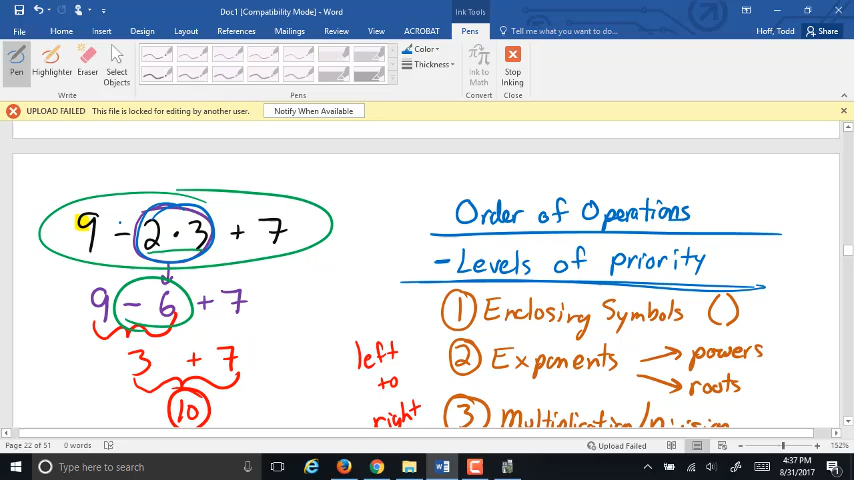 Doc1 [Compatibility Mode] - Word
Ink Tools
Hoff, Todd
Share
File Home Insert Draw Design Layout References Mailings Review View ACROBAT Pens Tell me what you want to do...
Pen
Highlighter
Eraser
Select Objects
Color
Thickness
Ink to Math
Stop Inking
Write
Pens
Convert
Close
UPLOAD FAILED This file is locked for editing by another user. Notify When Available
9 - 2 · 3 + 7
9 - 6 + 7
3 + 7
10
Order of Operations
- Levels of priority
① Enclosing Symbols ( )
② Exponents → powers
→ roots
left
to
right
③ Multiplication/Division
Page 22 of 51 0 words
Upload Failed
152%
Type here to search
4:37 PM
8/31/2017